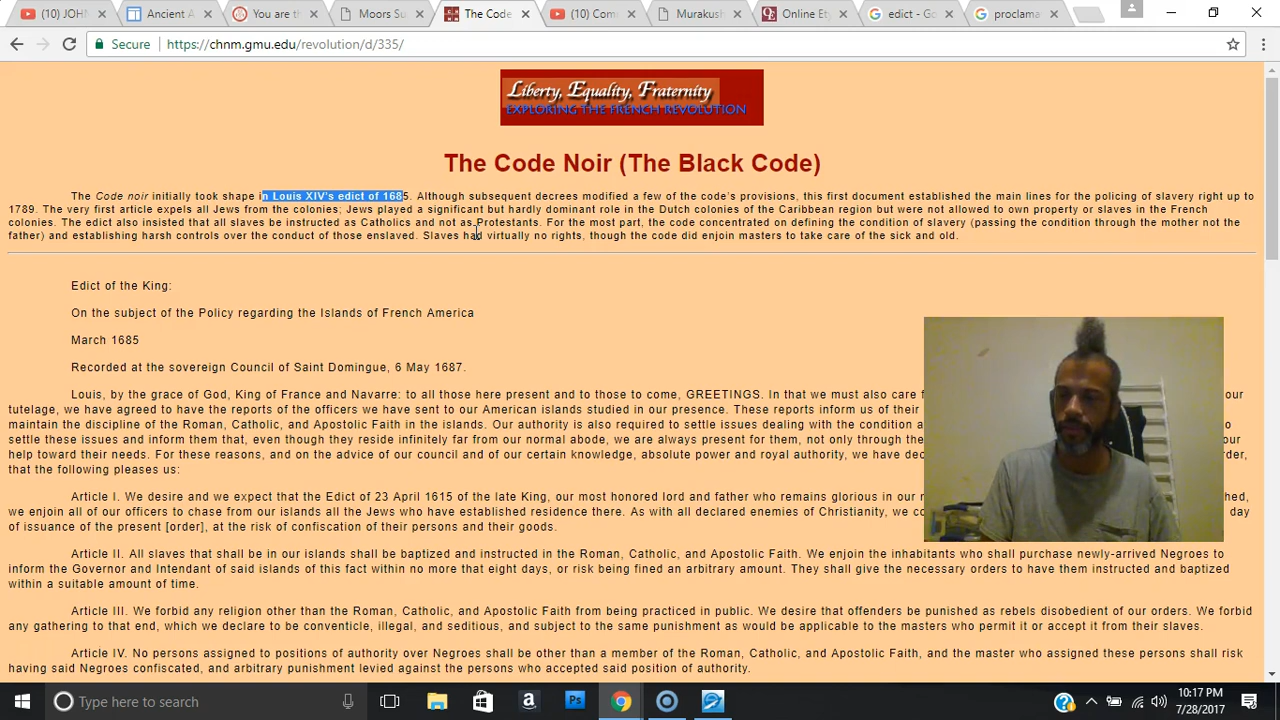 (10) JOHN
Ancient A
You are th
Moors Su
The Code
(10) Com
Murakush
Online Et
edict - Go
proclama
Secure
https://chnm.gmu.edu/revolution/d/335/
Liberty, Equality, Fraternity
EXPLORING THE FRENCH REVOLUTION
The Code Noir (The Black Code)
The Code noir initially took shape in Louis XIV's edict of 1685. Although subsequent decrees modified a few of the code's provisions, this first document established the main lines for the policing of slavery right up to
1789. The very first article expels all Jews from the colonies; Jews played a significant but hardly dominant role in the Dutch colonies of the Caribbean region but were not allowed to own property or slaves in the French
colonies. The edict also insisted that all slaves be instructed as Catholics and not as Protestants. For the most part, the code concentrated on defining the condition of slavery (passing the condition through the mother not the
father) and establishing harsh controls over the conduct of those enslaved. Slaves had virtually no rights, though the code did enjoin masters to take care of the sick and old.
Edict of the King:
On the subject of the Policy regarding the Islands of French America
March 1685
Recorded at the sovereign Council of Saint Domingue, 6 May 1687.
Louis, by the grace of God, King of France and Navarre: to all those here present and to those to come, GREETINGS. In that we must also care f our
tutelage, we have agreed to have the reports of the officers we have sent to our American islands studied in our presence. These reports inform us of their to
maintain the discipline of the Roman, Catholic, and Apostolic Faith in the islands. Our authority is also required to settle issues dealing with the condition a to
settle these issues and inform them that, even though they reside infinitely far from our normal abode, we are always present for them, not only through the our
help toward their needs. For these reasons, and on the advice of our council and of our certain knowledge, absolute power and royal authority, we have dec order,
that the following pleases us:
Article I. We desire and we expect that the Edict of 23 April 1615 of the late King, our most honored lord and father who remains glorious in our hed,
we enjoin all of our officers to chase from our islands all the Jews who have established residence there. As with all declared enemies of Christianity, we co day
of issuance of the present [order], at the risk of confiscation of their persons and their goods.
Article II. All slaves that shall be in our islands shall be baptized and instructed in the Roman, Catholic, and Apostolic Faith. We enjoin the inhabitants who shall purchase newly-arrived Negroes to
inform the Governor and Intendant of said islands of this fact within no more that eight days, or risk being fined an arbitrary amount. They shall give the necessary orders to have them instructed and baptized
within a suitable amount of time.
Article III. We forbid any religion other than the Roman, Catholic, and Apostolic Faith from being practiced in public. We desire that offenders be punished as rebels disobedient of our orders. We forbid
any gathering to that end, which we declare to be conventicle, illegal, and seditious, and subject to the same punishment as would be applicable to the masters who permit it or accept it from their slaves.
Article IV. No persons assigned to positions of authority over Negroes shall be other than a member of the Roman, Catholic, and Apostolic Faith, and the master who assigned these persons shall risk
having said Negroes confiscated, and arbitrary punishment levied against the persons who accepted said position of authority.
Type here to search
10:17 PM
7/28/2017